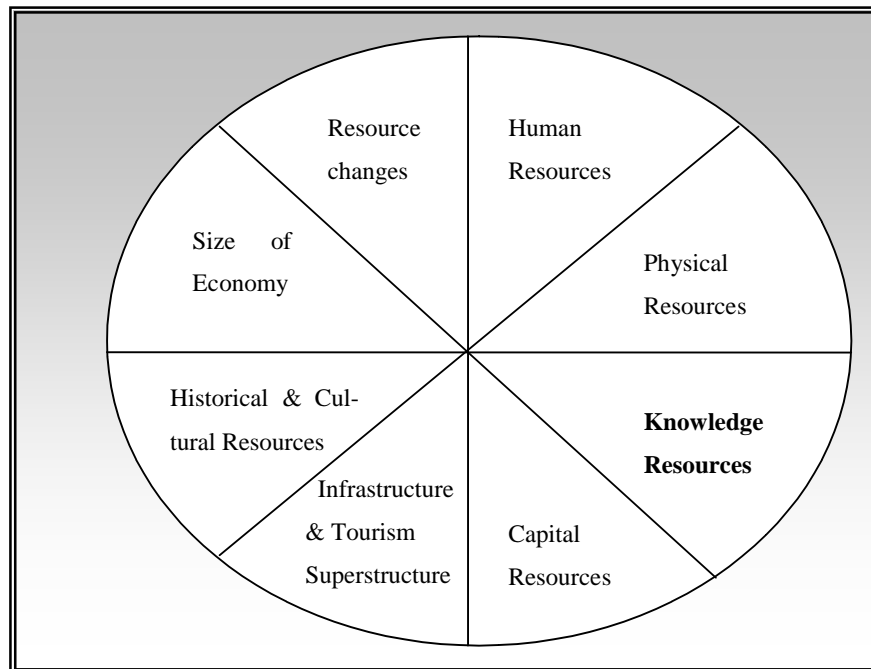 Resource
changes
Human
Resources
Size of
Economy
Physical
Resources
Historical & Cul-
tural Resources
Knowledge
Resources
Infrastructure
& Tourism
Superstructure
Capital
Resources